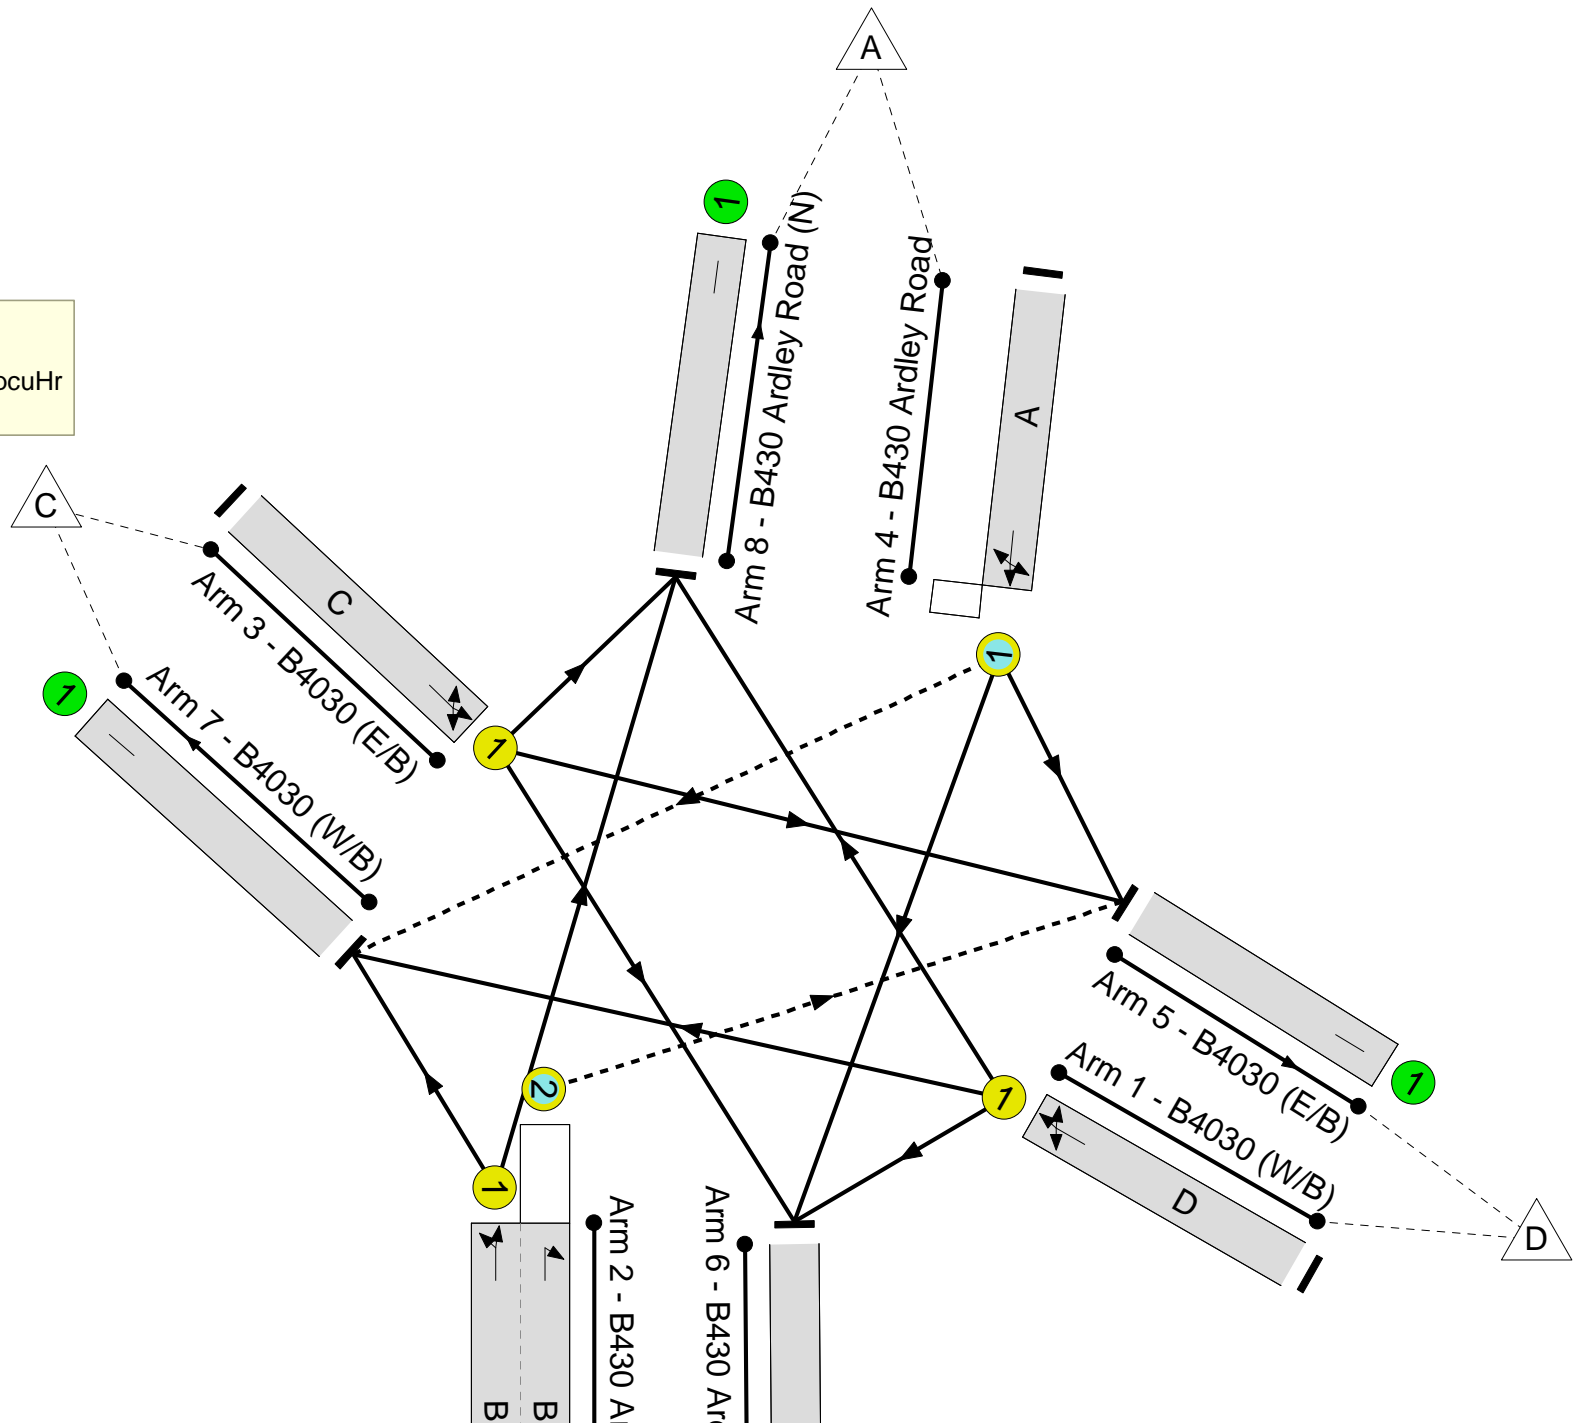 A
1
Arm 8 - B430 Ardley Road (N)
Arm 4 - B430 Ardley Road
A
ocuHr
C
C
Arm 3 - B4030 (E/B)
1
1
1
Arm 7 - B4030 (W/B)
Arm 5 - B4030 (E/B)
1
Arm 1 - B4030 (W/B)
1
D
D
2
1
Arm 2 - B430
Arm 6 - B430
B
B